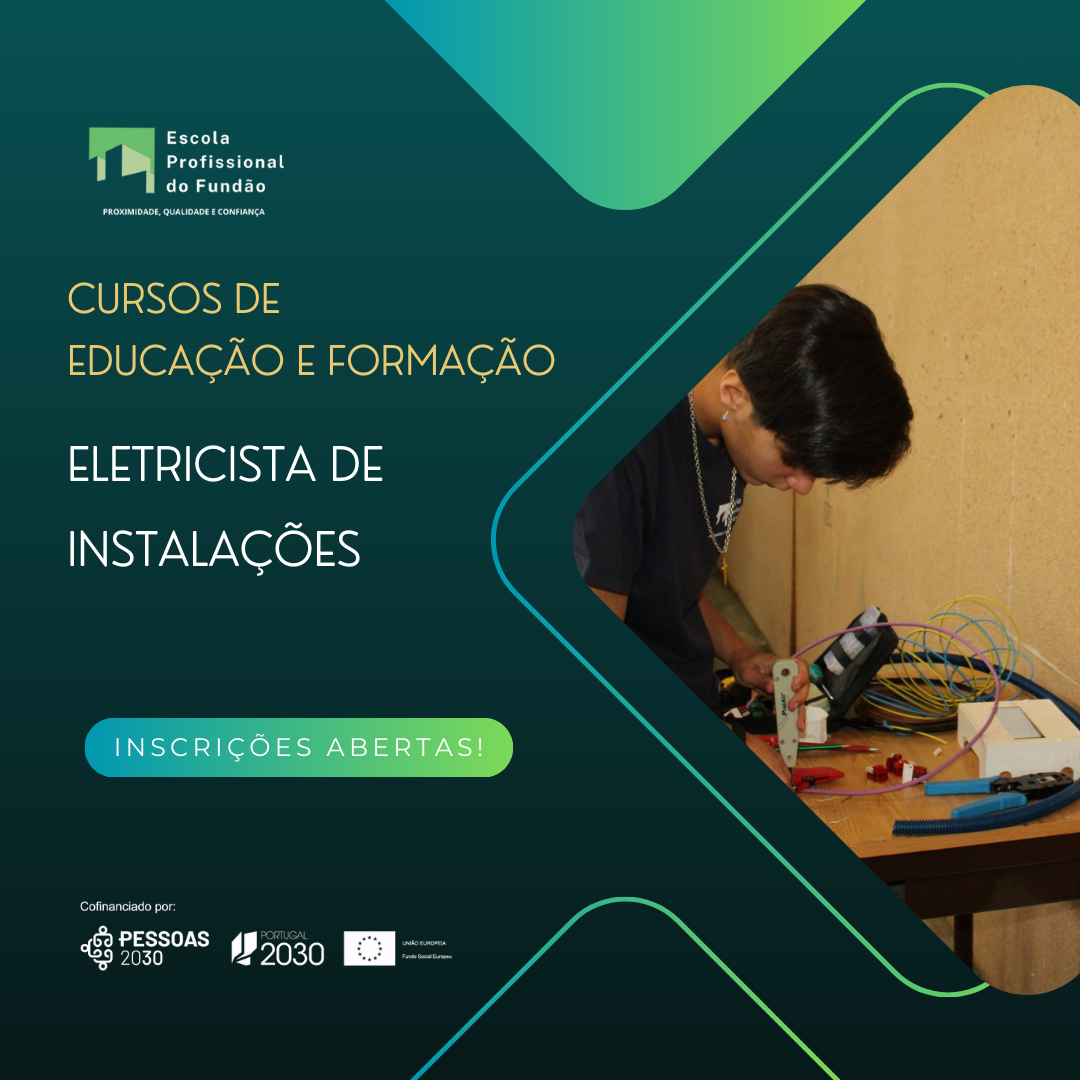 Escola
Profissional
do Fundão
PROXIMIDADE, QUALIDADE E CONFIANÇA
CURSOS DE
EDUCAÇÃO E FORMAÇÃO
ELETRICISTA DE
INSTALAÇÕES
INSCRIÇÕES ABERTAS!
Cofinanciado por:
PESSOAS
2030
PORTUGAL
2030
UNIÃO EUROPEIA
Fundo Social Europeu